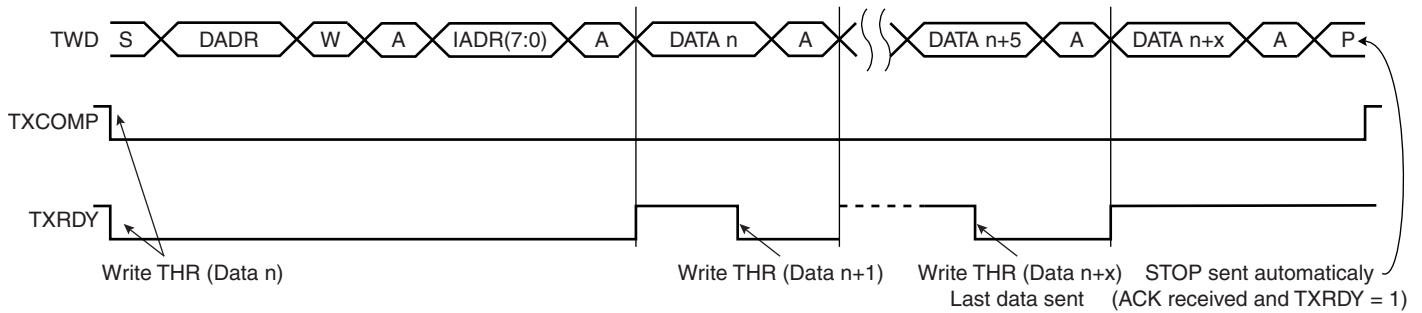 TWD S DADR W A IADR(7:0) A DATA n A DATA n+5 A DATA n+x A P
TXCOMP
TXRDY
Write THR (Data n) Write THR (Data n+1) Write THR (Data n+x) STOP sent automaticaly
Last data sent (ACK received and TXRDY = 1)